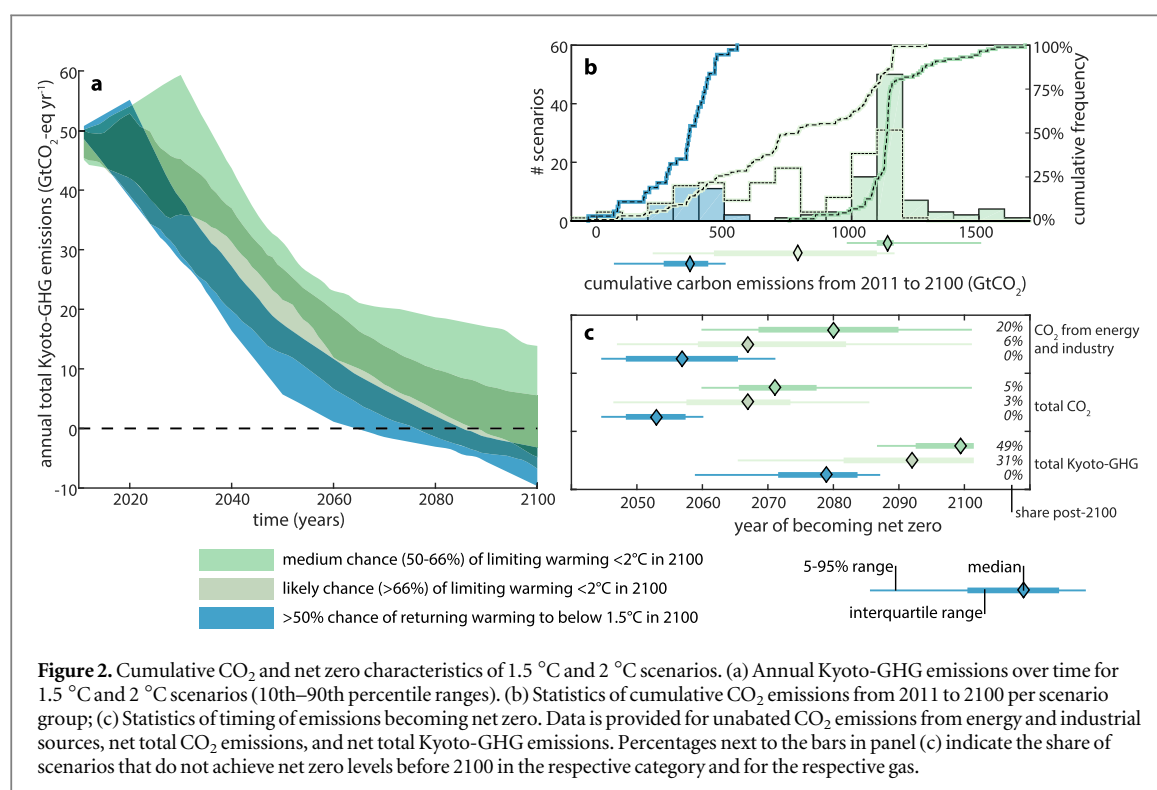 a
annual total Kyoto-GHG emissions (GtCO₂-eq yr⁻¹)
60
50
40
30
20
10
0
-10
2020
2040
2060
2080
2100
time (years)
b
# scenarios
60
40
20
0
100%
75%
50%
25%
0%
cumulative frequency
0
500
1000
1500
cumulative carbon emissions from 2011 to 2100 (GtCO₂)
c
20%
6%
0%
CO₂ from energy
and industry
5%
3%
0%
total CO₂
49%
31%
0%
total Kyoto-GHG
2050
2060
2070
2080
2090
2100
share post-2100
year of becoming net zero
medium chance (50-66%) of limiting warming <2°C in 2100
likely chance (>66%) of limiting warming <2°C in 2100
>50% chance of returning warming to below 1.5°C in 2100
5-95% range
median
interquartile range
Figure 2. Cumulative CO₂ and net zero characteristics of 1.5 °C and 2 °C scenarios. (a) Annual Kyoto-GHG emissions over time for
1.5 °C and 2 °C scenarios (10th–90th percentile ranges). (b) Statistics of cumulative CO₂ emissions from 2011 to 2100 per scenario
group; (c) Statistics of timing of emissions becoming net zero. Data is provided for unabated CO₂ emissions from energy and industrial
sources, net total CO₂ emissions, and net total Kyoto-GHG emissions. Percentages next to the bars in panel (c) indicate the share of
scenarios that do not achieve net zero levels before 2100 in the respective category and for the respective gas.